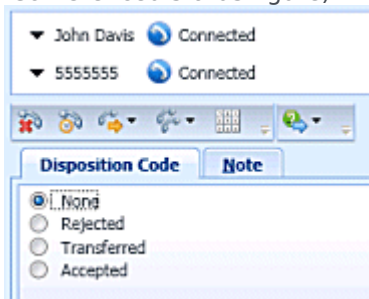 John Davis Connected
5555555 Connected
Disposition Code Note
None
Rejected
Transferred
Accepted